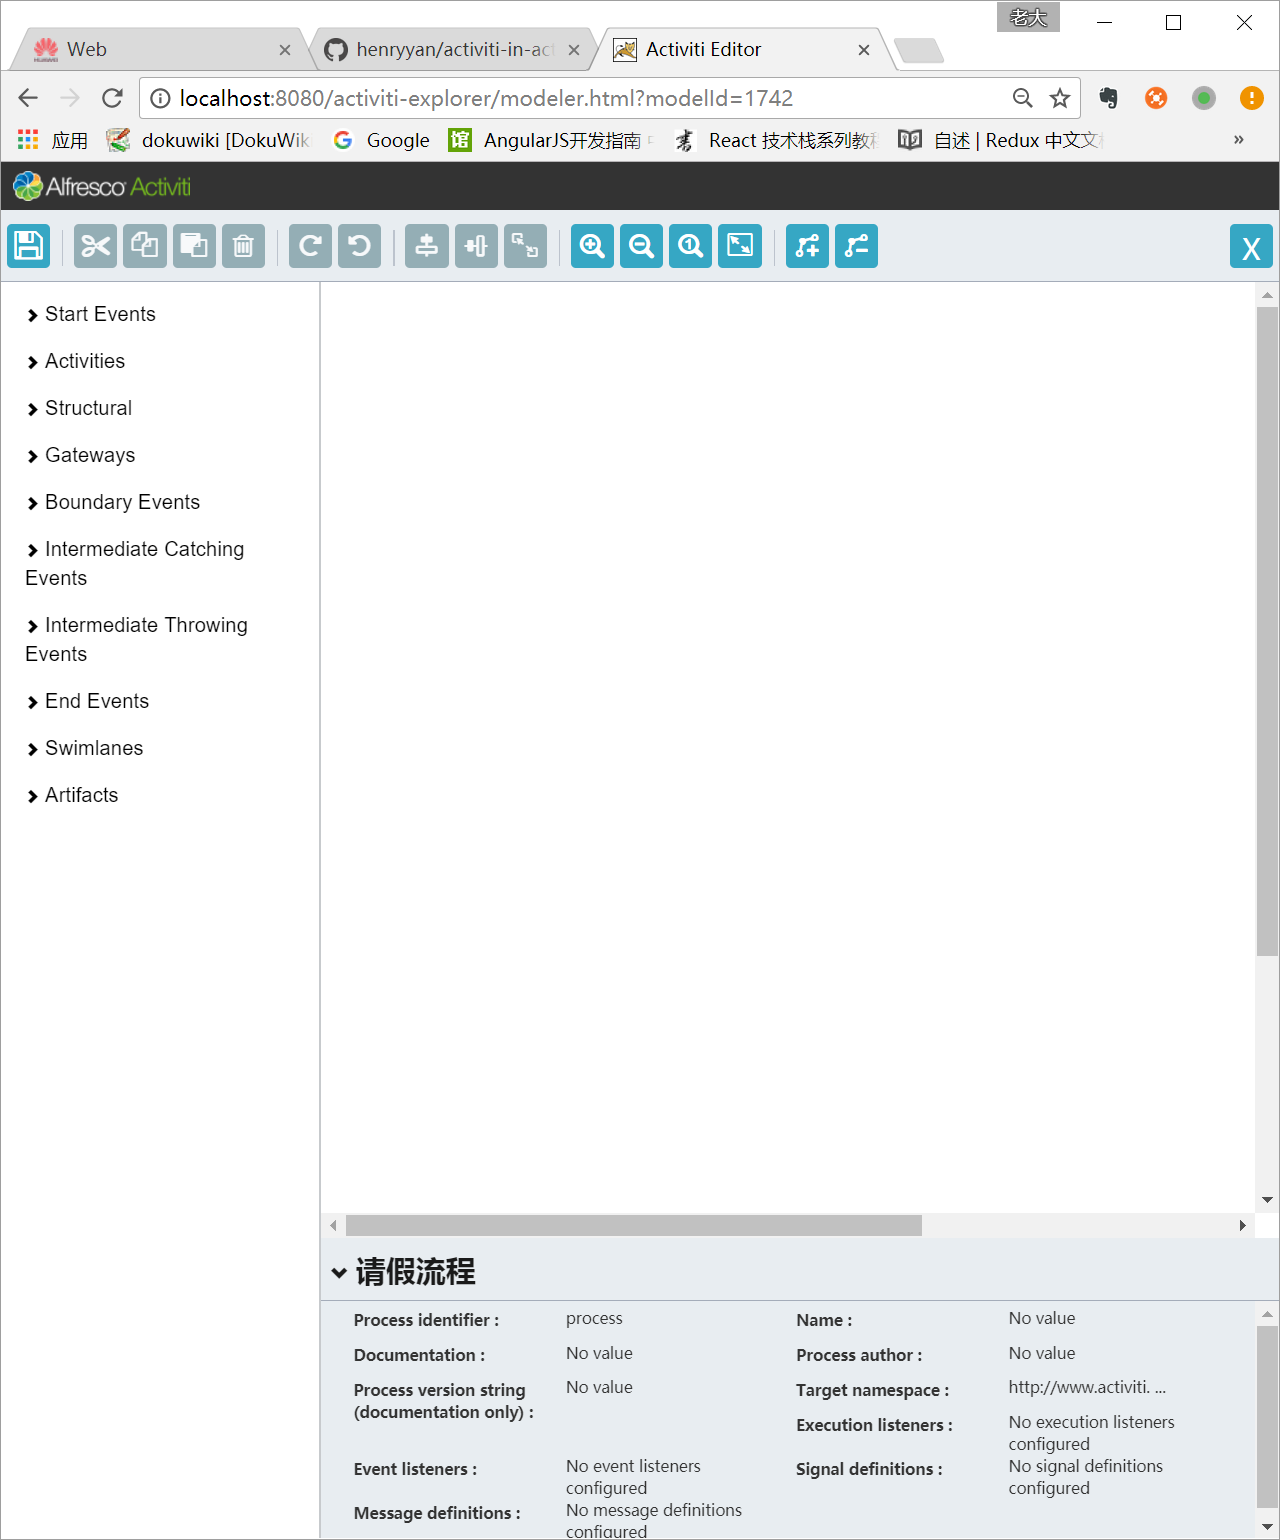 老大
Web
henryyan/activiti-in-act
Activiti Editor
localhost:8080/activiti-explorer/modeler.html?modelId=1742
应用
dokuwiki [DokuWiki
Google
馆
AngularJS开发指南
React 技术栈系列教程
自述 | Redux 中文文
»
Alfresco Activiti
X
Start Events
Activities
Structural
Gateways
Boundary Events
Intermediate Catching
Events
Intermediate Throwing
Events
End Events
Swimlanes
Artifacts
请假流程
Process identifier : process
Name : No value
Documentation : No value
Process author : No value
Process version string
(documentation only) : No value
Target namespace : http://www.activiti. ...
Execution listeners : No execution listeners
configured
Event listeners : No event listeners
configured
Signal definitions : No signal definitions
configured
Message definitions : No message definitions
configured